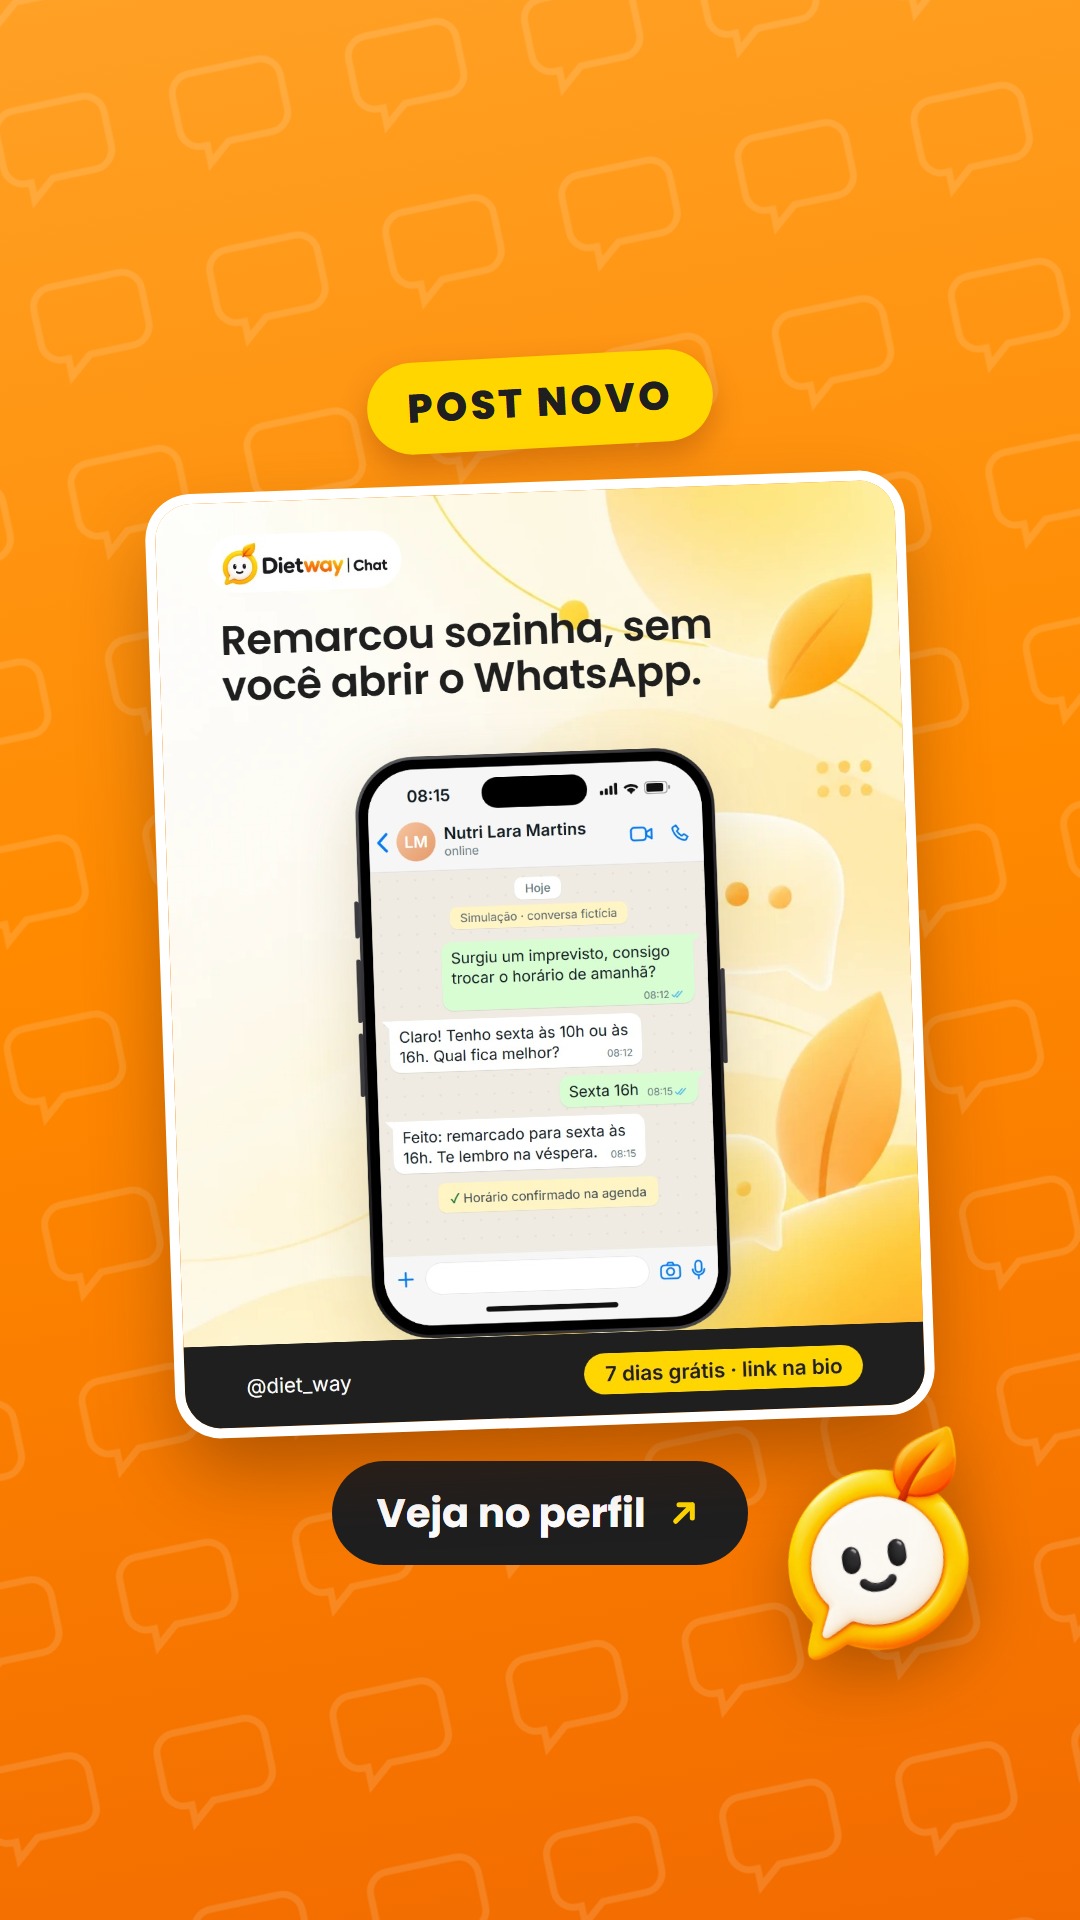 POST NOVO
Dietway | Chat
Remarcou sozinha, sem
você abrir o WhatsApp.
08:15
LM
Nutri Lara Martins
online
Hoje
Simulação · conversa fictícia
Surgiu um imprevisto, consigo
trocar o horário de amanhã?
08:12
Claro! Tenho sexta às 10h ou às
16h. Qual fica melhor? 08:12
Sexta 16h 08:15
Feito: remarcado para sexta às
16h. Te lembro na véspera. 08:15
✓ Horário confirmado na agenda
@diet_way
7 dias grátis · link na bio
Veja no perfil